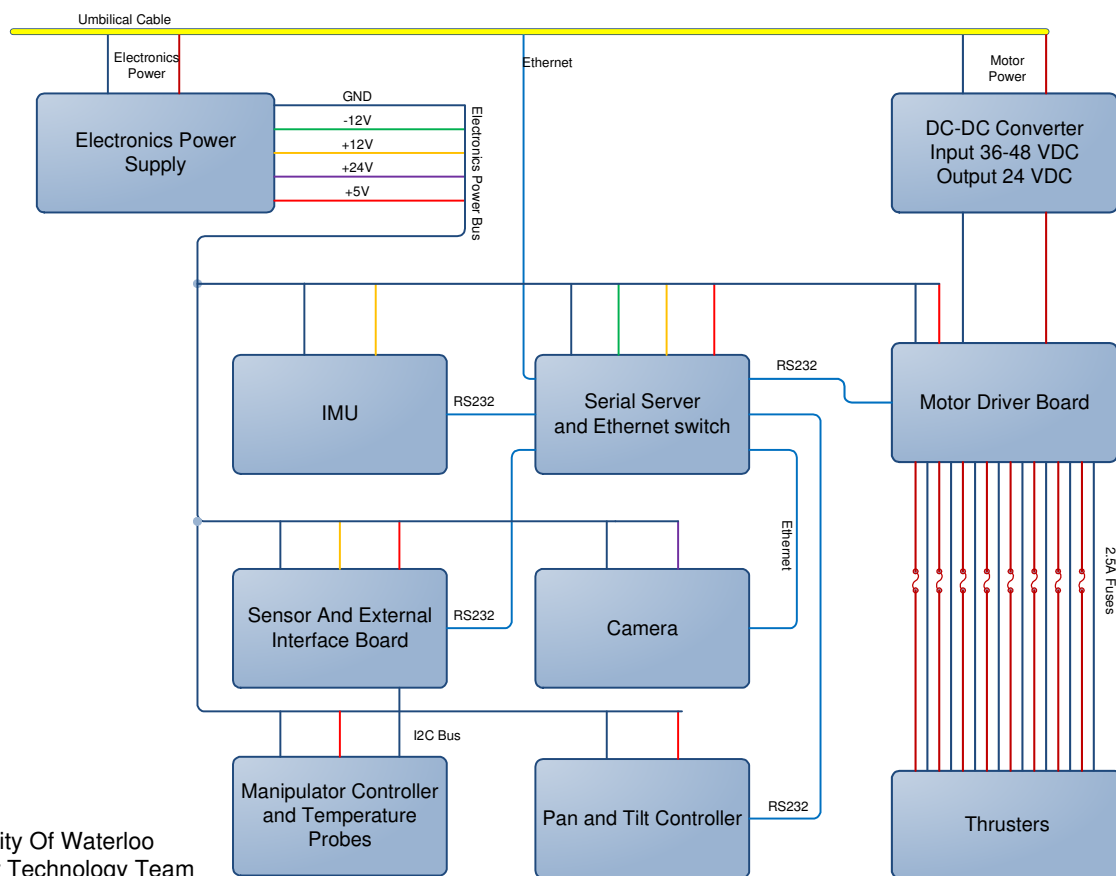 Umbilical Cable
Electronics
Power
Ethernet
Motor
Power
Electronics Power
Supply
GND
-12V
+12V
+24V
+5V
Electronics Power Bus
DC-DC Converter
Input 36-48 VDC
Output 24 VDC
IMU
RS232
Serial Server
and Ethernet switch
RS232
Motor Driver Board
Sensor And External
Interface Board
RS232
Camera
Ethernet
2.5A Fuses
I2C Bus
Manipulator Controller
and Temperature
Probes
Pan and Tilt Controller
RS232
Thrusters
ity Of Waterloo
Technology Team